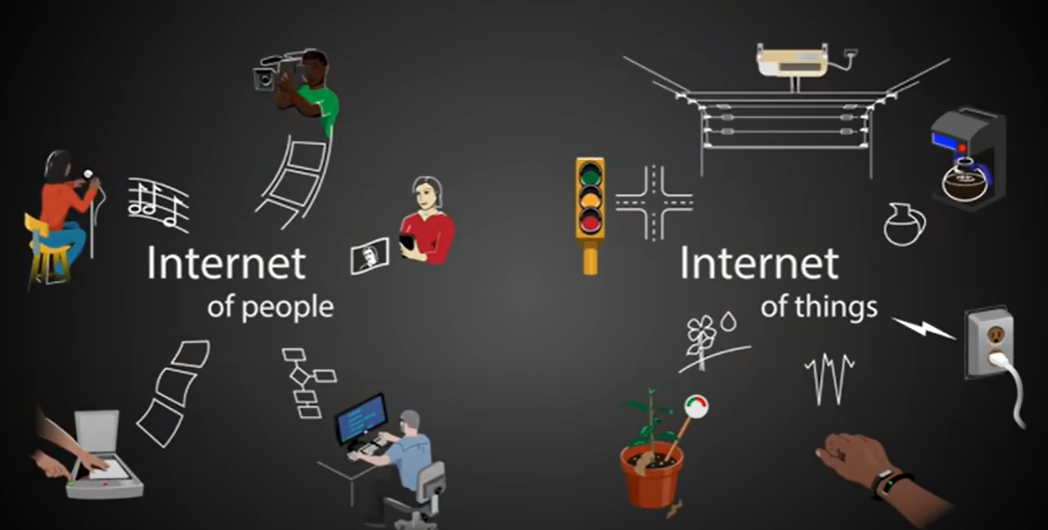 Internet
of people
Internet
of things